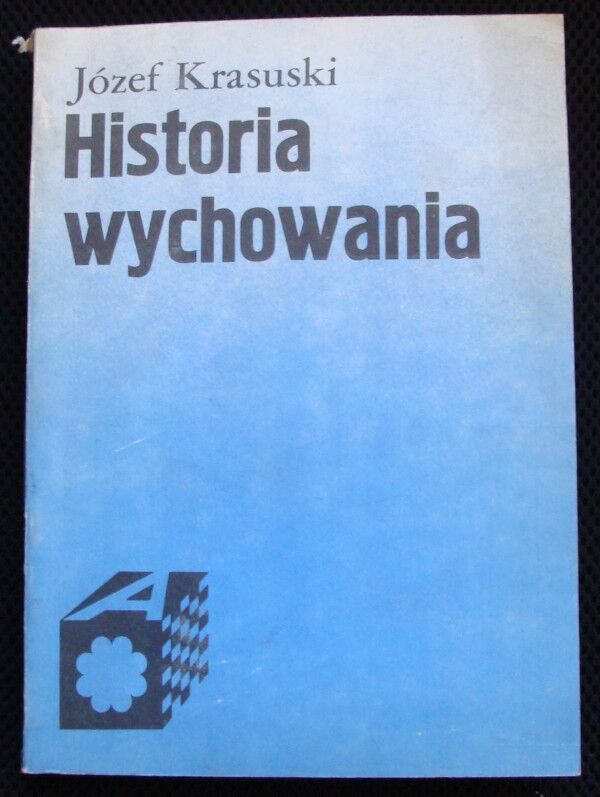 Józef Krasuski
Historia
wychowania
A